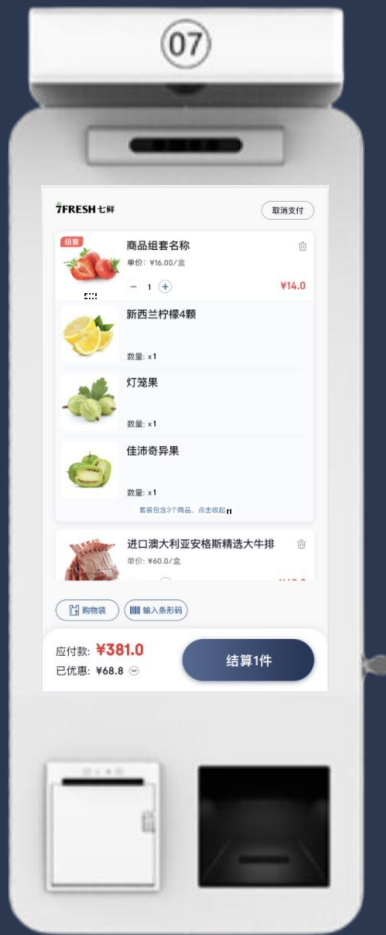 07
7FRESH 七鲜
取消支付
组套
商品组套名称
单价: ¥16.00/盒
− 1 +
¥14.0
新西兰柠檬4颗
数量: x1
灯笼果
数量: x1
佳沛奇异果
数量: x1
套装包含3个商品，点击收起
进口澳大利亚安格斯精选大牛排
单价: ¥60.0/盒
购物袋
输入条形码
应付款: ¥381.0
已优惠: ¥68.8
结算1件